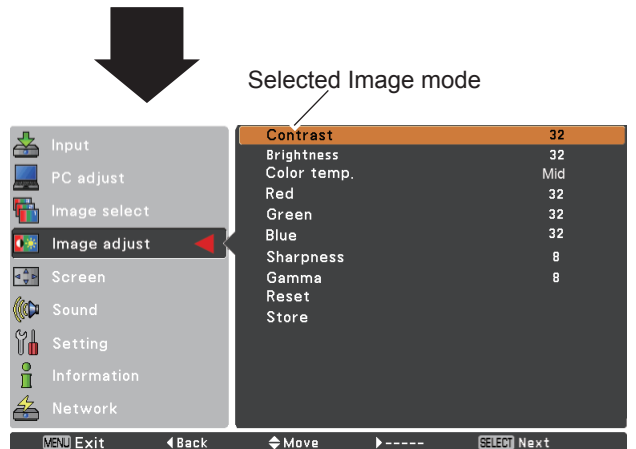 Selected Image mode
Input
PC adjust
Image select
Image adjust
Screen
Sound
Setting
Information
Network
Contrast 32
Brightness 32
Color temp. Mid
Red 32
Green 32
Blue 32
Sharpness 8
Gamma 8
Reset
Store
MENU Exit Back Move ----- SELECT Next